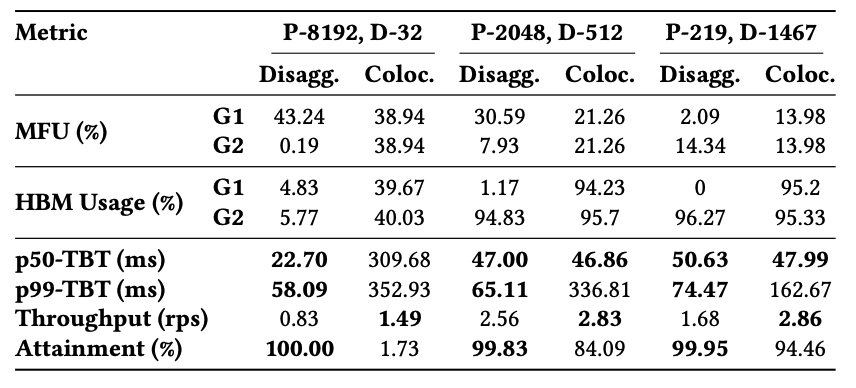 Metric P-8192, D-32 P-2048, D-512 P-219, D-1467
Disagg. Coloc. Disagg. Coloc. Disagg. Coloc.
MFU (%) G1 43.24 38.94 30.59 21.26 2.09 13.98
G2 0.19 38.94 7.93 21.26 14.34 13.98
HBM Usage (%) G1 4.83 39.67 1.17 94.23 0 95.2
G2 5.77 40.03 94.83 95.7 96.27 95.33
p50-TBT (ms) 22.70 309.68 47.00 46.86 50.63 47.99
p99-TBT (ms) 58.09 352.93 65.11 336.81 74.47 162.67
Throughput (rps) 0.83 1.49 2.56 2.83 1.68 2.86
Attainment (%) 100.00 1.73 99.83 84.09 99.95 94.46